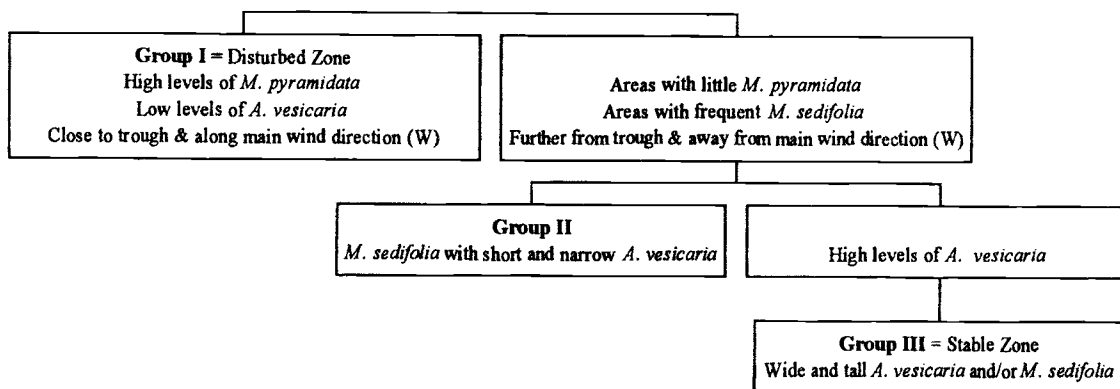 Group I = Disturbed Zone
High levels of M. pyramidata
Low levels of A. vesicaria
Close to trough & along main wind direction (W)
Areas with little M. pyramidata
Areas with frequent M. sedifolia
Further from trough & away from main wind direction (W)
Group II
M. sedifolia with short and narrow A. vesicaria
High levels of A. vesicaria
Group III = Stable Zone
Wide and tall A. vesicaria and/or M. sedifolia